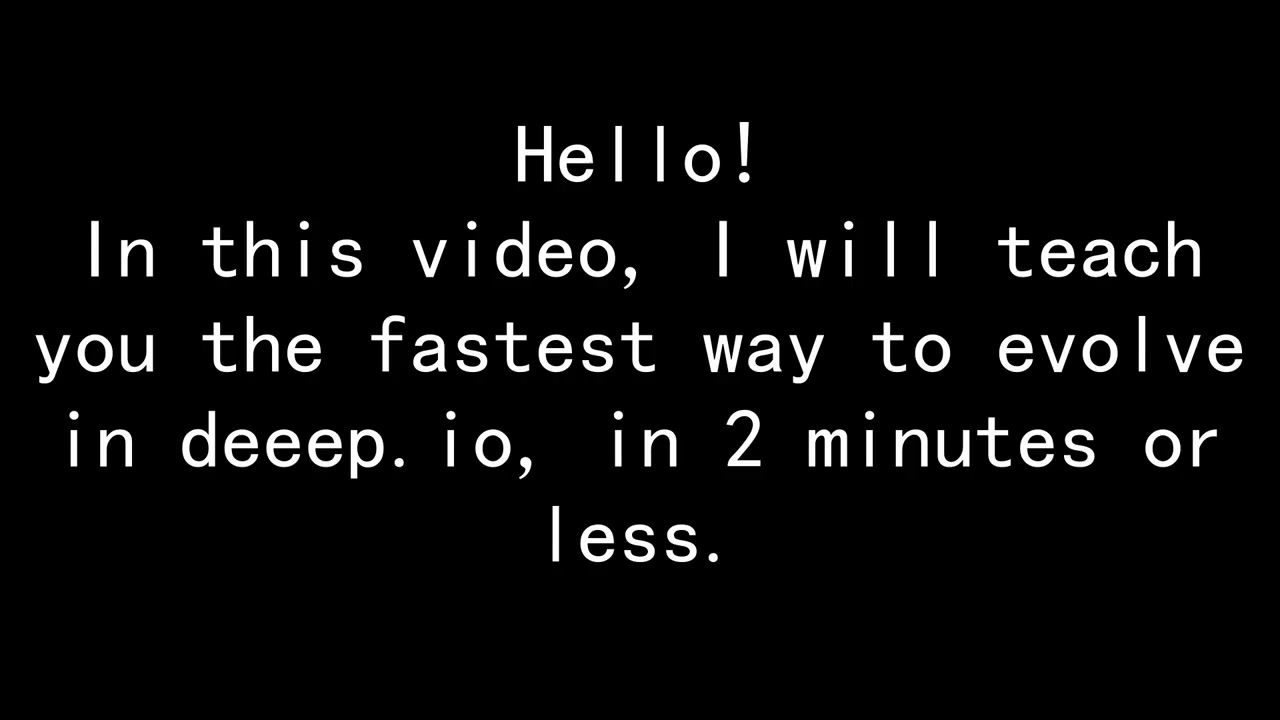 Hello!
In this video, I will teach
you the fastest way to evolve
in deeep.io, in 2 minutes or
less.